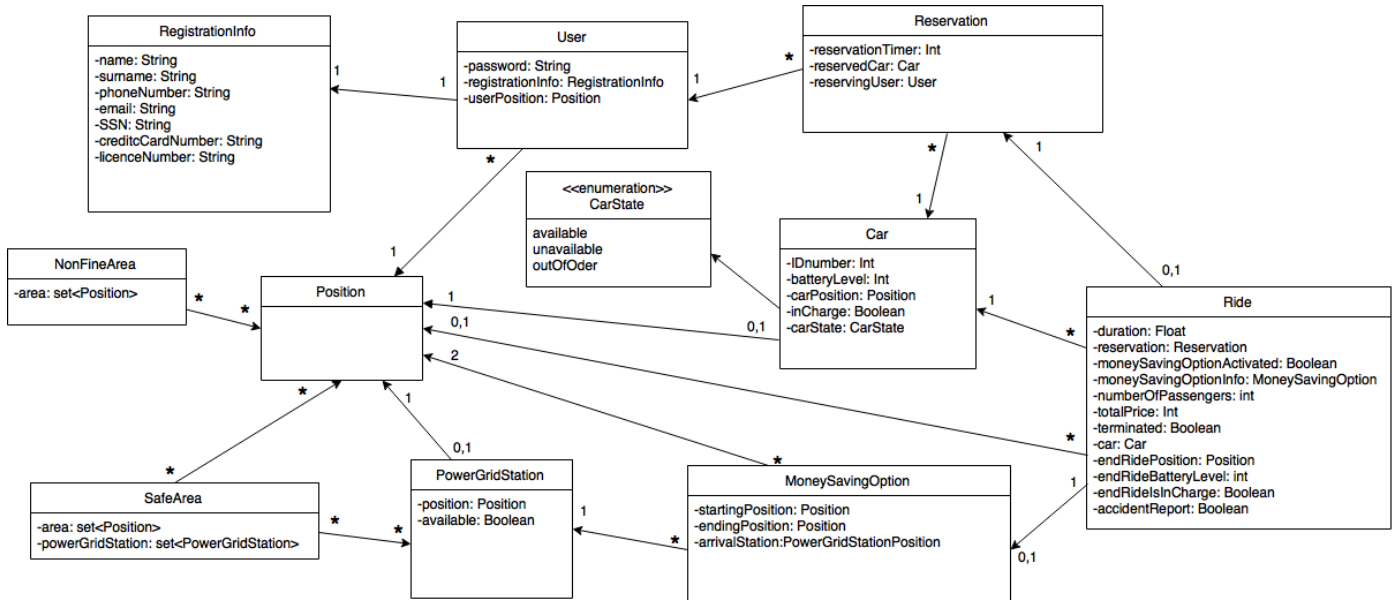 RegistrationInfo
-name: String
-surname: String
-phoneNumber: String
-email: String
-SSN: String
-creditcCardNumber: String
-licenceNumber: String
1
1
User
-password: String
-registrationInfo: RegistrationInfo
-userPosition: Position
1
*
Reservation
-reservationTimer: Int
-reservedCar: Car
-reservingUser: User
*
1
*
1
1
0,1
<<enumeration>>
CarState
available
unavailable
outOfOder
Car
-IDnumber: Int
-batteryLevel: Int
-carPosition: Position
-inCharge: Boolean
-carState: CarState
NonFineArea
-area: set<Position>
*
*
Position
1
0,1
0,1
*
2
*
1
*
Ride
-duration: Float
-reservation: Reservation
-moneySavingOptionActivated: Boolean
-moneySavingOptionInfo: MoneySavingOption
-numberOfPassengers: int
-totalPrice: Int
-terminated: Boolean
-car: Car
-endRidePosition: Position
-endRideBatteryLevel: int
-endRideIsInCharge: Boolean
-accidentReport: Boolean
*
*
1
0,1
SafeArea
-area: set<Position>
-powerGridStation: set<PowerGridStation>
*
*
PowerGridStation
-position: Position
-available: Boolean
1
*
MoneySavingOption
-startingPosition: Position
-endingPosition: Position
-arrivalStation:PowerGridStationPosition
1
0,1